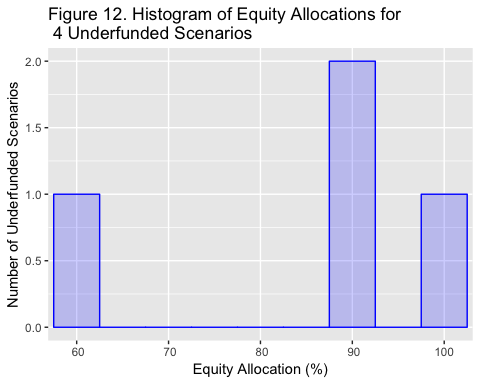 Figure 12. Histogram of Equity Allocations for
4 Underfunded Scenarios
Number of Underfunded Scenarios
2.0
1.5
1.0
0.5
0.0
60 70 80 90 100
Equity Allocation (%)